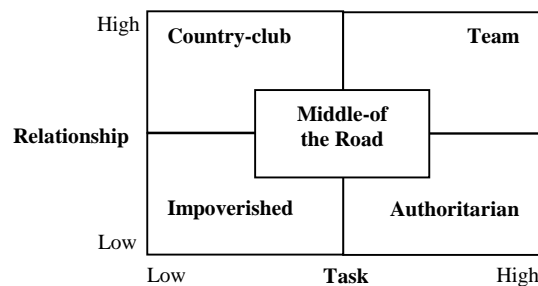 High
Country-club
Team
Middle-of
the Road
Relationship
Impoverished
Authoritarian
Low
Low
Task
High